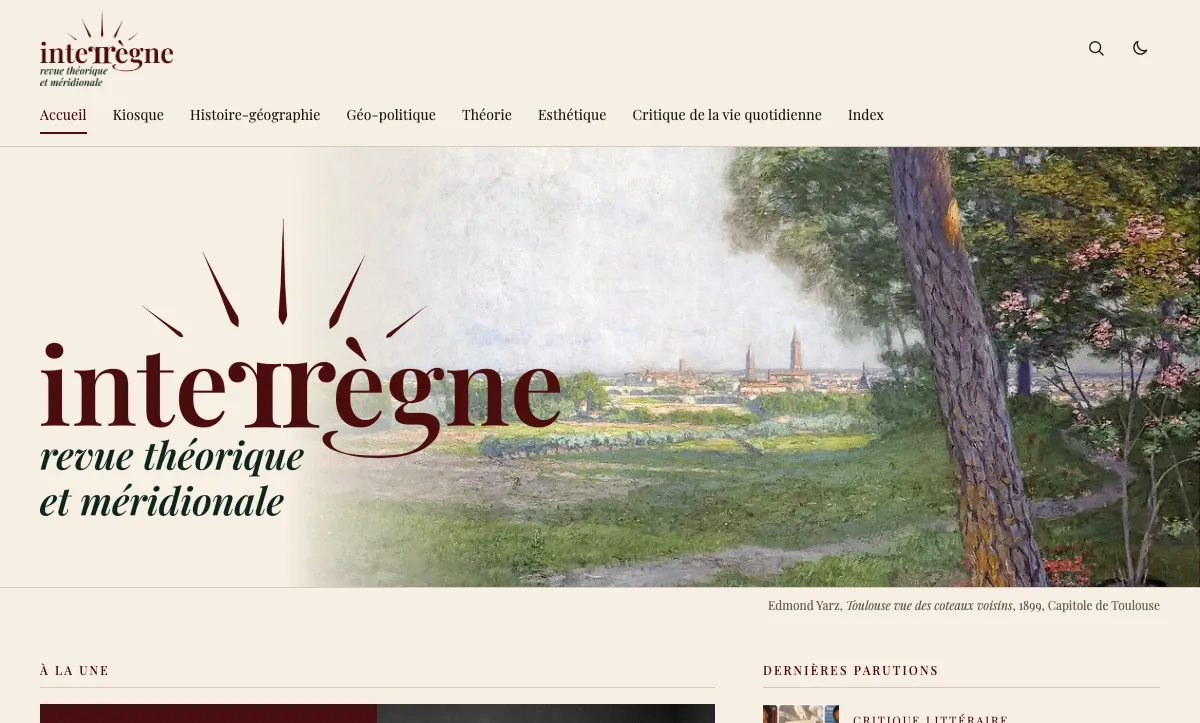 interrègne
revue théorique
et méridionale
Accueil Kiosque Histoire-géographie Géo-politique Théorie Esthétique Critique de la vie quotidienne Index
interrègne
revue théorique
et méridionale
Edmond Yarz, Toulouse vue des coteaux voisins, 1899, Capitole de Toulouse
À LA UNE
DERNIÈRES PARUTIONS
CRITIQUE LITTÉRAIRE